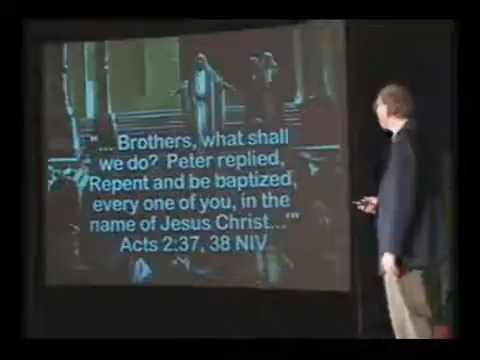 "...Brothers, what shall
we do? Peter replied,
Repent and be baptized,
every one of you, in the
name of Jesus Christ...'"
Acts 2:37, 38 NIV